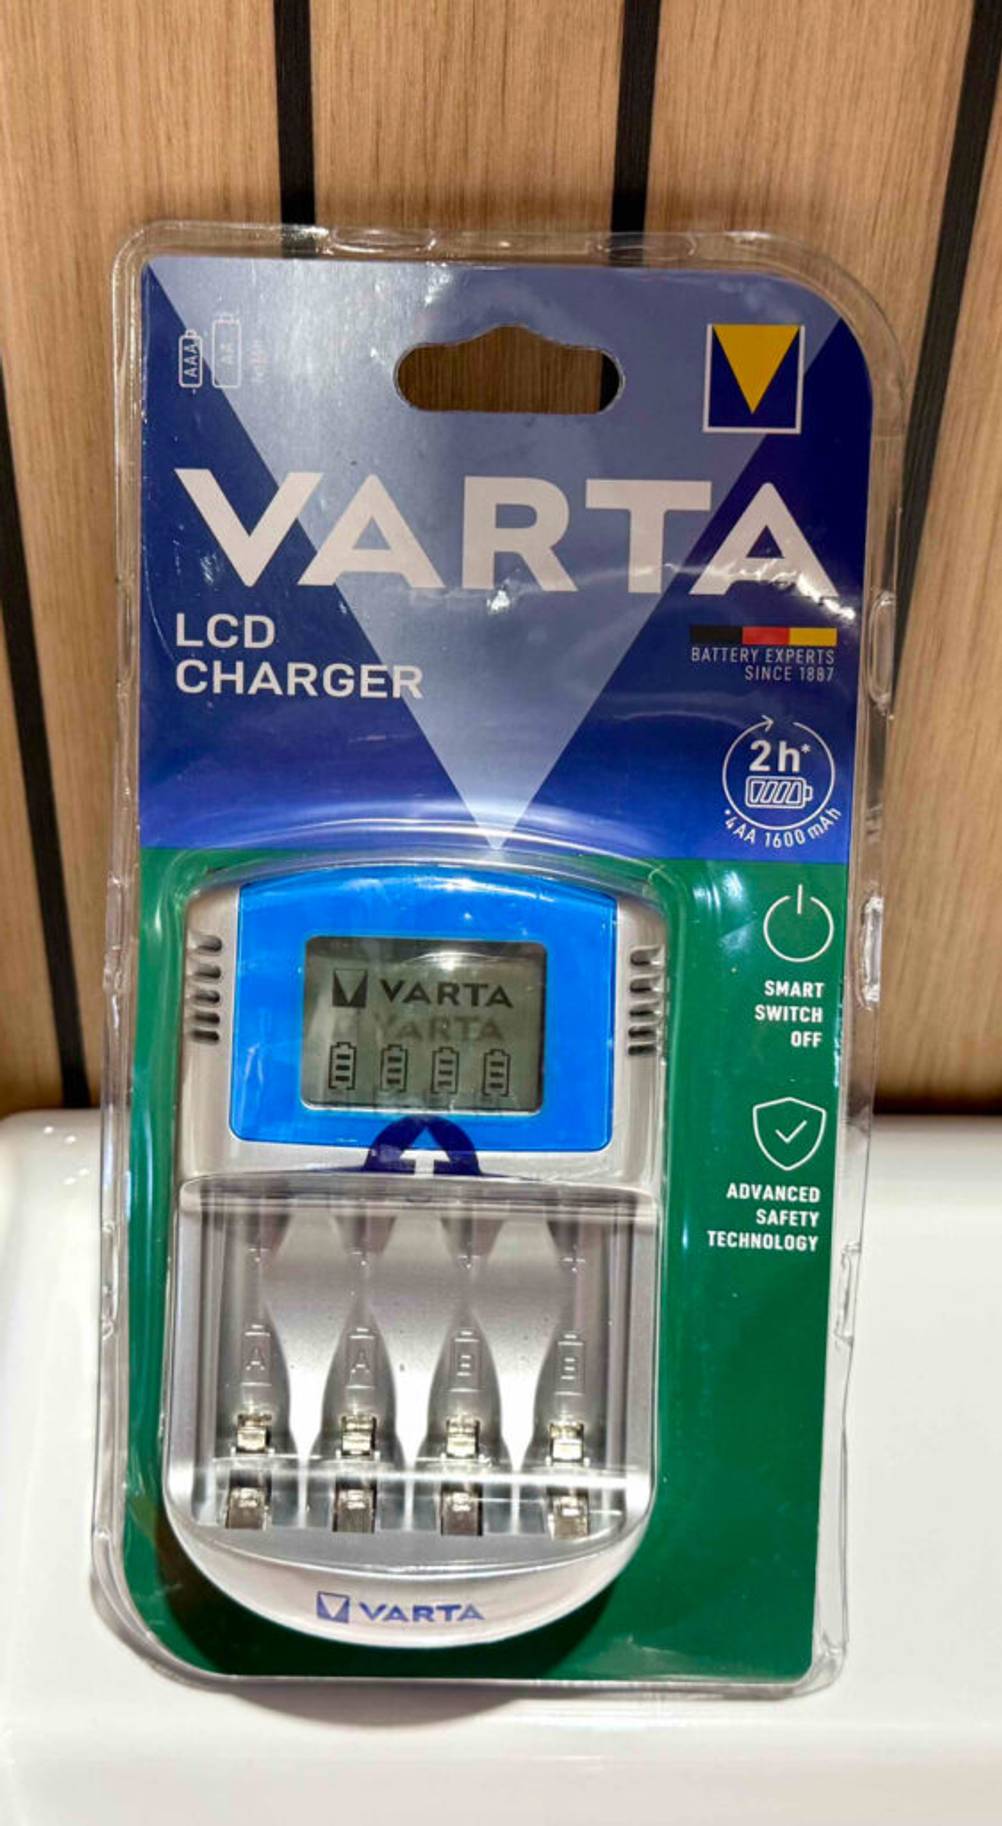 AAA
AA
VARTA
LCD
CHARGER
BATTERY EXPERTS
SINCE 1887
2h*
*4AA 1600 mAh
VARTA
SMART
SWITCH
OFF
ADVANCED
SAFETY
TECHNOLOGY
A A B B
VARTA